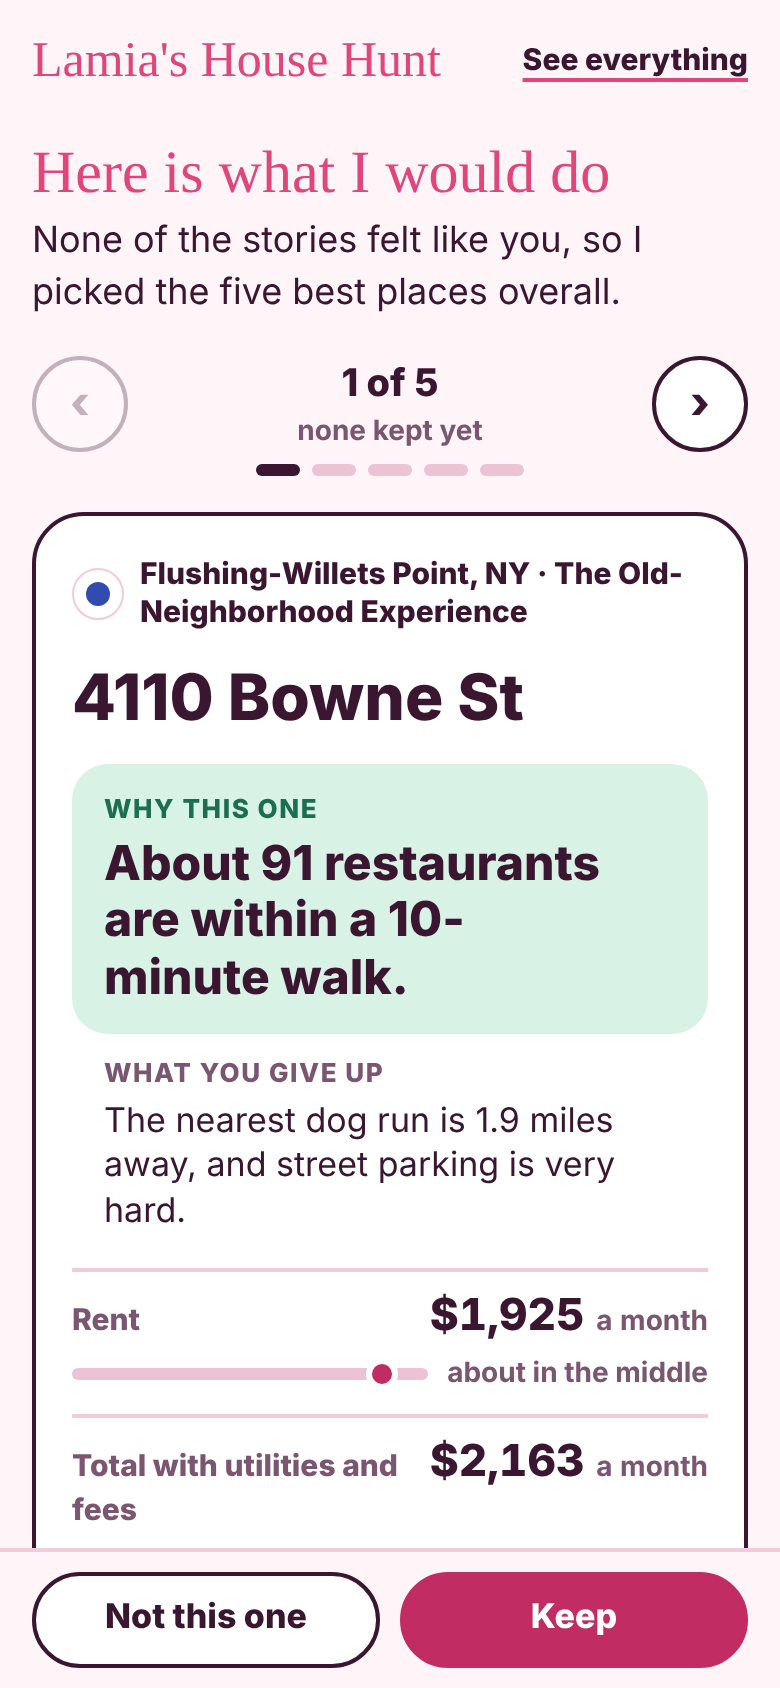 Lamia's House Hunt
See everything
Here is what I would do
None of the stories felt like you, so I
picked the five best places overall.
‹
1 of 5
›
none kept yet
Flushing-Willets Point, NY · The Old-
Neighborhood Experience
4110 Bowne St
WHY THIS ONE
About 91 restaurants
are within a 10-
minute walk.
WHAT YOU GIVE UP
The nearest dog run is 1.9 miles
away, and street parking is very
hard.
Rent
$1,925 a month
about in the middle
Total with utilities and
fees
$2,163 a month
Not this one
Keep